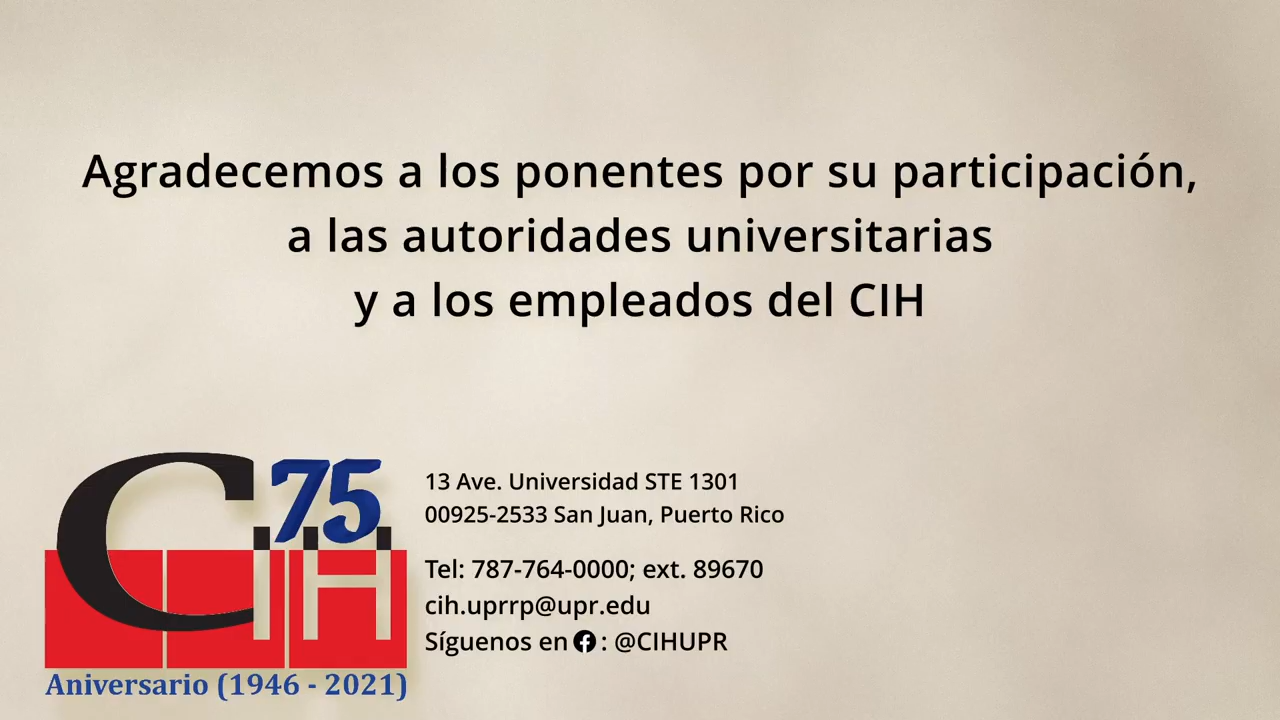 Agradecemos a los ponentes por su participación,
a las autoridades universitarias
y a los empleados del CIH
CIH 75
Aniversario (1946 - 2021)
13 Ave. Universidad STE 1301
00925-2533 San Juan, Puerto Rico
Tel: 787-764-0000; ext. 89670
cih.uprrp@upr.edu
Síguenos en : @CIHUPR